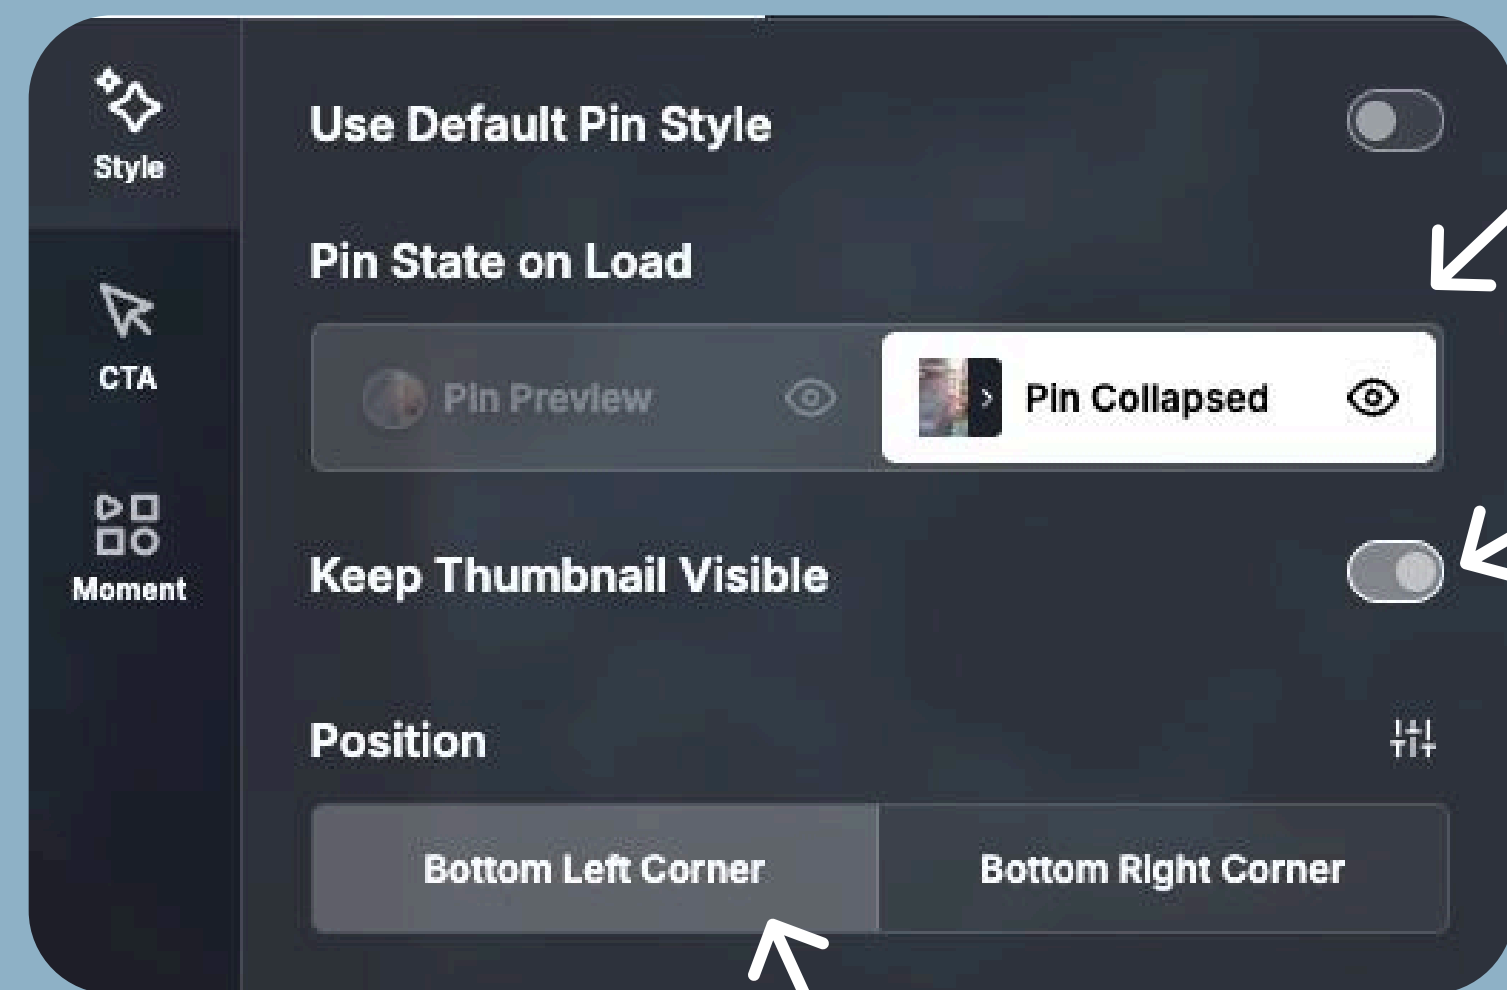 Style
CTA
Moment
Use Default Pin Style
Pin State on Load
Pin Preview
Pin Collapsed
Keep Thumbnail Visible
Position
Bottom Left Corner
Bottom Right Corner